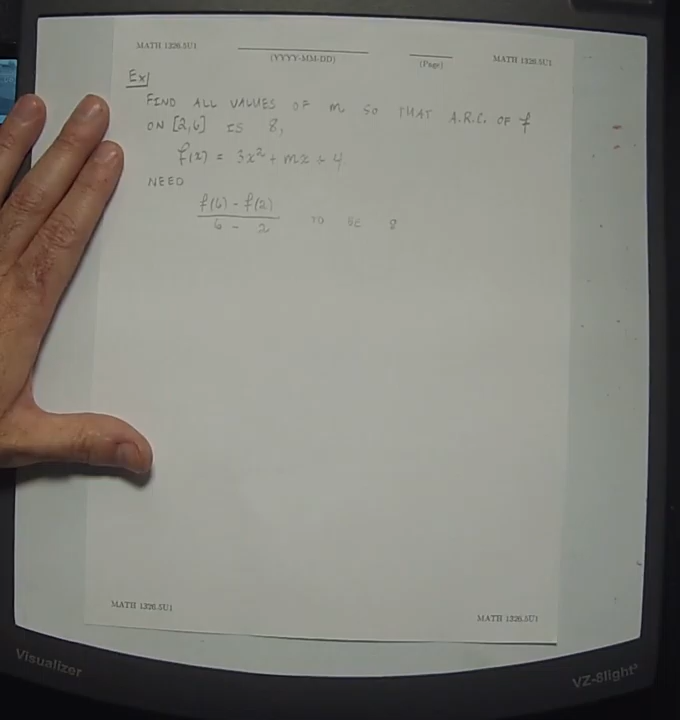 MATH 1326.5U1
(YYYY-MM-DD)
(Page)
MATH 1326.5U1
Ex|
FIND ALL VALUES OF m SO THAT A.R.C. OF f
ON [2,6] IS 8,
f(x) = 3x² + mx + 4.
NEED
f(6) - f(2)
6 - 2
TO BE 8
MATH 1326.5U1
MATH 1326.5U1
Visualizer
VZ-8light³